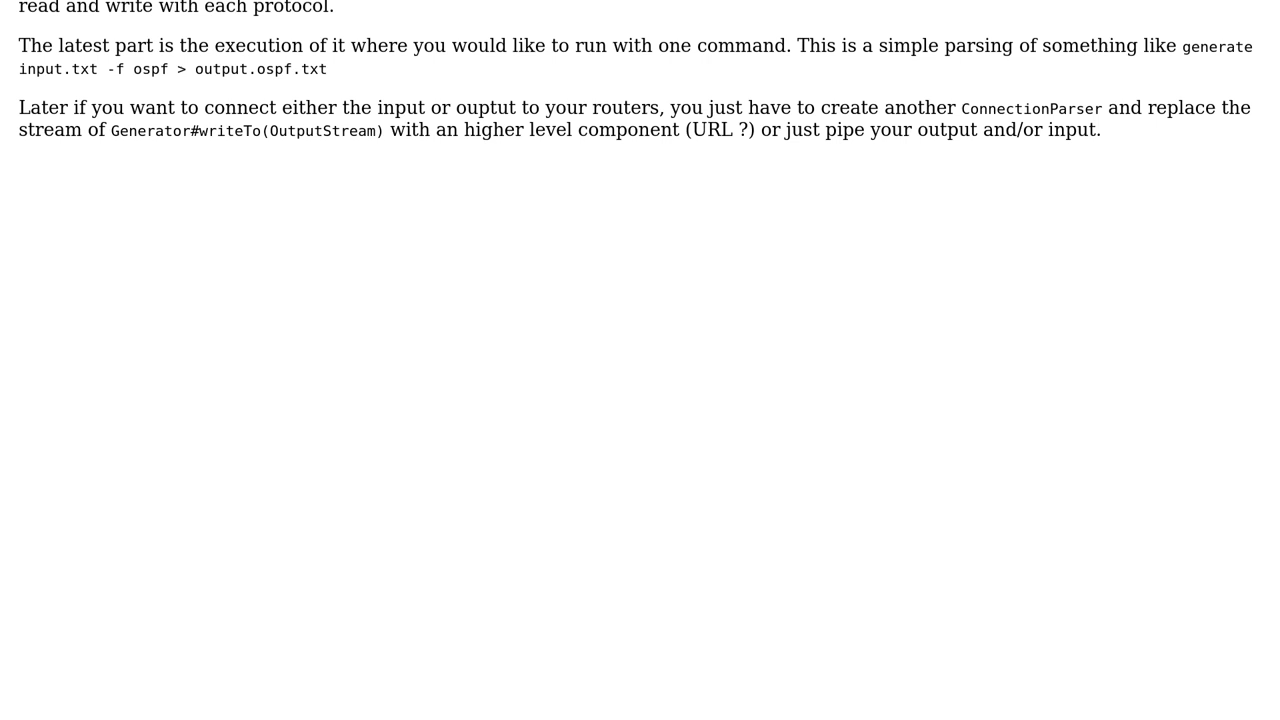 read and write with each protocol.
The latest part is the execution of it where you would like to run with one command. This is a simple parsing of something like generate
input.txt -f ospf > output.ospf.txt
Later if you want to connect either the input or ouptut to your routers, you just have to create another ConnectionParser and replace the
stream of Generator#writeTo(OutputStream) with an higher level component (URL ?) or just pipe your output and/or input.